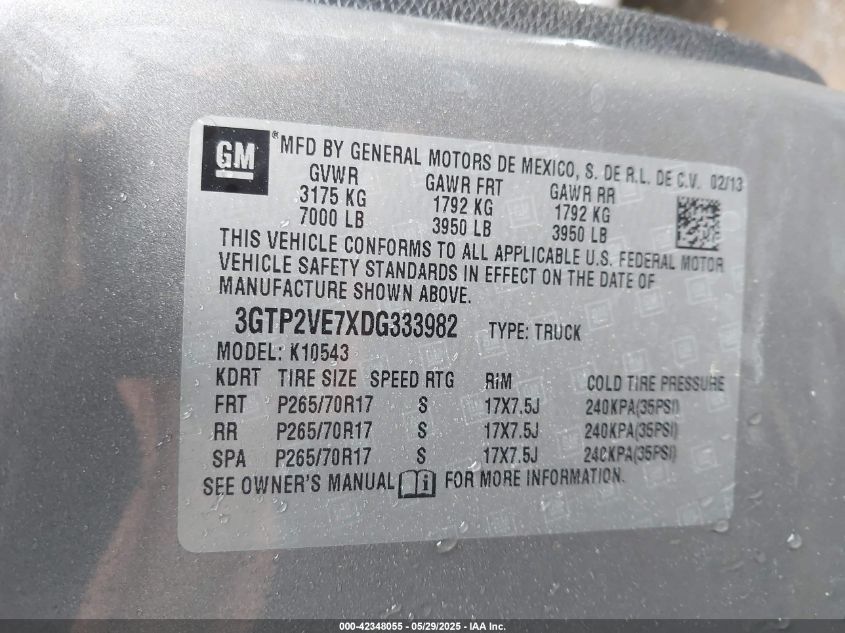 GM ® MFD BY GENERAL MOTORS DE MEXICO, S. DE R.L. DE C.V. 02/13
GVWR GAWR FRT GAWR RR
3175 KG 1792 KG 1792 KG
7000 LB 3950 LB 3950 LB
THIS VEHICLE CONFORMS TO ALL APPLICABLE U.S. FEDERAL MOTOR
VEHICLE SAFETY STANDARDS IN EFFECT ON THE DATE OF
MANUFACTURE SHOWN ABOVE.
3GTP2VE7XDG333982 TYPE: TRUCK
MODEL: K10543
KDRT TIRE SIZE SPEED RTG RIM COLD TIRE PRESSURE
FRT P265/70R17 S 17X7.5J 240KPA(35PSI)
RR P265/70R17 S 17X7.5J 240KPA(35PSI)
SPA P265/70R17 S 17X7.5J 240KPA(35PSI)
SEE OWNER'S MANUAL i FOR MORE INFORMATION.
000-42348055 - 05/29/2025 - IAA Inc.